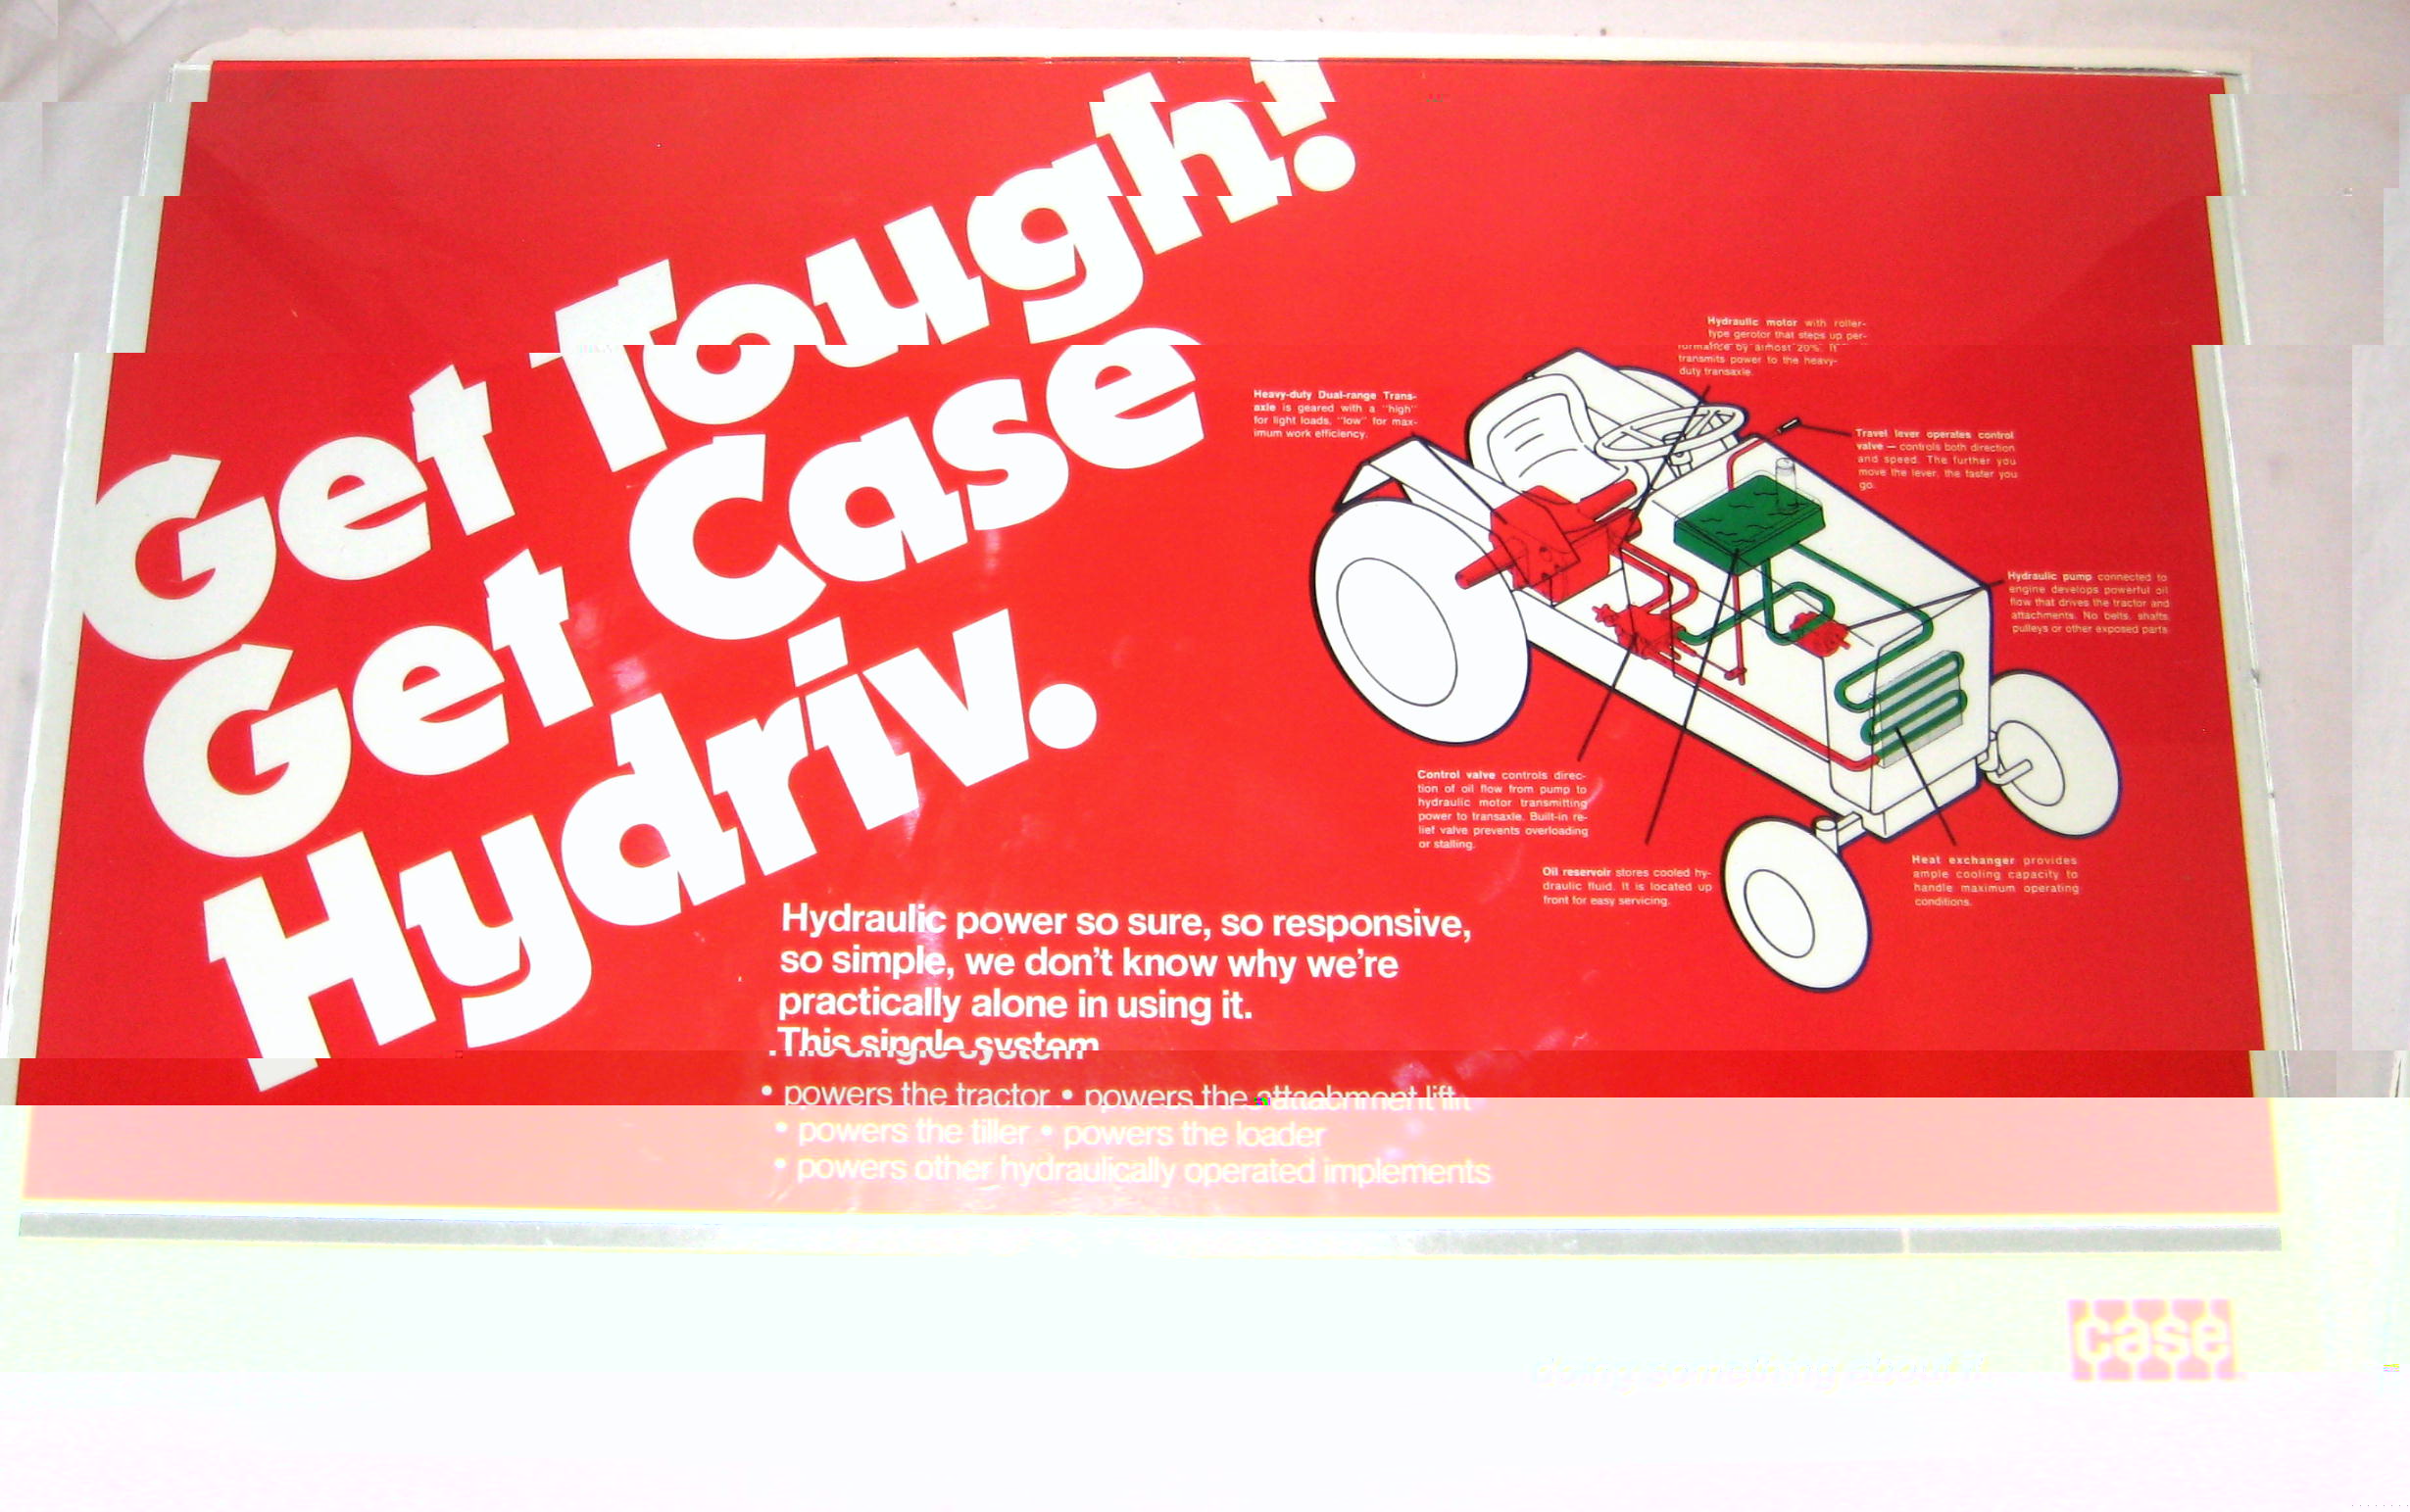 Get Tough!
Get Case
Hydriv.
Hydraulic motor with roller-
type gerotor that steps up per-
formance by almost 20%. It
transmits power to the heavy-
duty transaxle.
Heavy-duty Dual-range Trans-
axle is geared with a "high"
for light loads, "low" for max-
imum work efficiency.
Travel lever operates control
valve — controls both direction
and speed. The further you
move the lever, the faster you
go.
Hydraulic pump connected to
engine develops powerful oil
flow that drives the tractor and
attachments. No belts, shafts,
pulleys or other exposed parts
Control valve controls direc-
tion of oil flow from pump to
hydraulic motor transmitting
power to transaxle. Built-in re-
lief valve prevents overloading
or stalling.
Oil reservoir stores cooled hy-
draulic fluid. It is located up
front for easy servicing.
Heat exchanger provides
ample cooling capacity to
handle maximum operating
conditions.
Hydraulic power so sure, so responsive,
so simple, we don't know why we're
practically alone in using it.
This single system
• powers the tractor • powers the attachment lift
• powers the tiller • powers the loader
• powers other hydraulically operated implements
doing something about it.
case